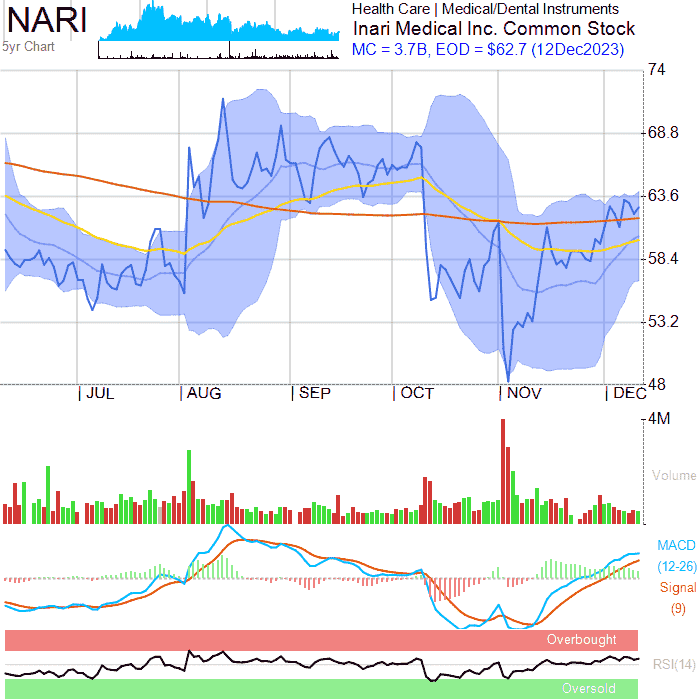 NARI
5yr Chart
Health Care | Medical/Dental Instruments
Inari Medical Inc. Common Stock
MC = 3.7B, EOD = $62.7 (12Dec2023)
74
68.8
63.6
58.4
53.2
48
| JUL | AUG | SEP | OCT | NOV | DEC
4M
Volume
MACD
(12-26)
Signal
(9)
Overbought
RSI(14)
Oversold